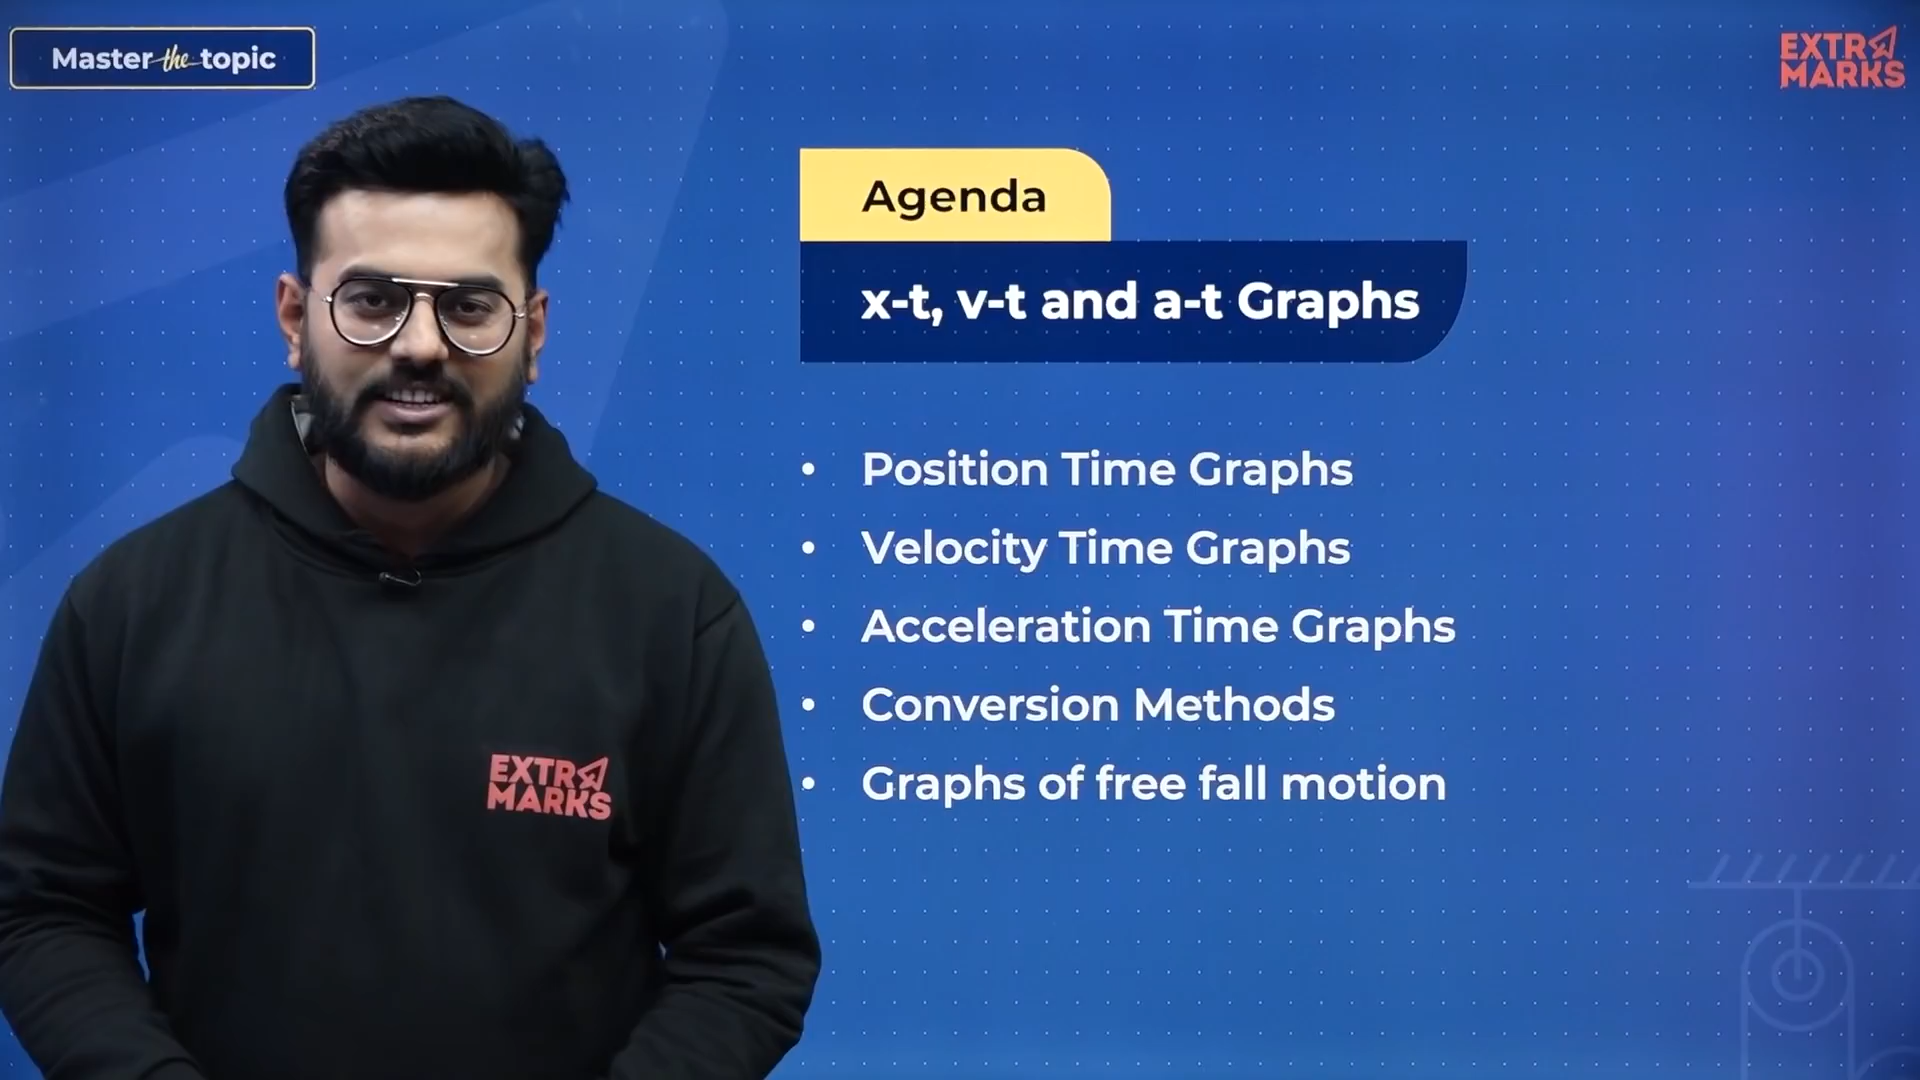 Master the topic
EXTRA
MARKS
Agenda
x-t, v-t and a-t Graphs
• Position Time Graphs
• Velocity Time Graphs
• Acceleration Time Graphs
• Conversion Methods
• Graphs of free fall motion
EXTRA
MARKS